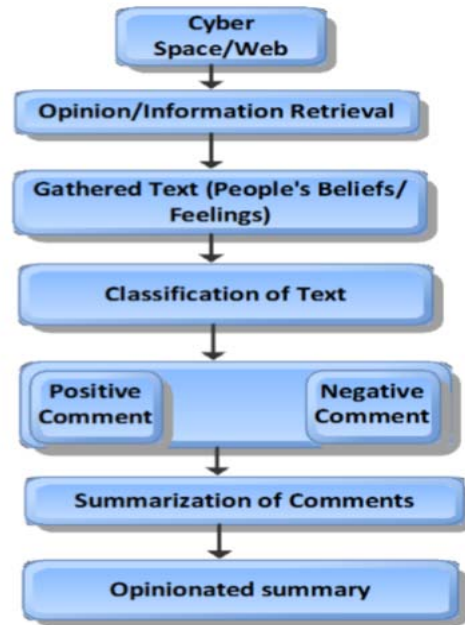 Cyber
Space/Web
Opinion/Information Retrieval
Gathered Text (People's Beliefs/
Feelings)
Classification of Text
Positive
Comment
Negative
Comment
Summarization of Comments
Opinionated summary